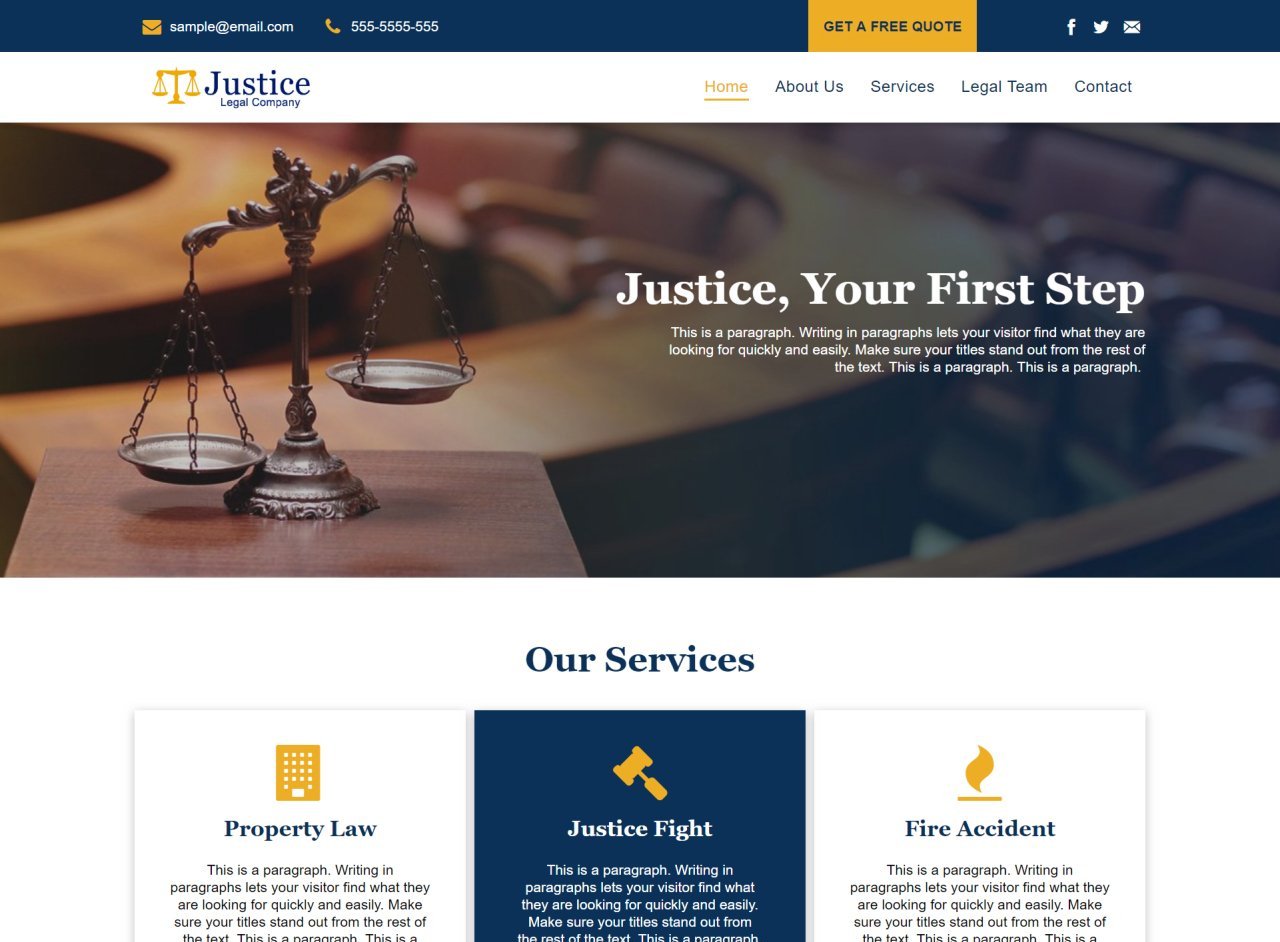 sample@email.com
555-5555-555
GET A FREE QUOTE
Justice
Legal Company
Home
About Us
Services
Legal Team
Contact
Justice, Your First Step
This is a paragraph. Writing in paragraphs lets your visitor find what they are
looking for quickly and easily. Make sure your titles stand out from the rest of
the text. This is a paragraph. This is a paragraph.
Our Services
Property Law
This is a paragraph. Writing in
paragraphs lets your visitor find what they
are looking for quickly and easily. Make
sure your titles stand out from the rest of
the text. This is a paragraph. This is a
Justice Fight
This is a paragraph. Writing in
paragraphs lets your visitor find what
they are looking for quickly and easily.
Make sure your titles stand out from
the rest of the text. This is a paragraph.
Fire Accident
This is a paragraph. Writing in
paragraphs lets your visitor find what they
are looking for quickly and easily. Make
sure your titles stand out from the rest of
the text. This is a paragraph. This is a